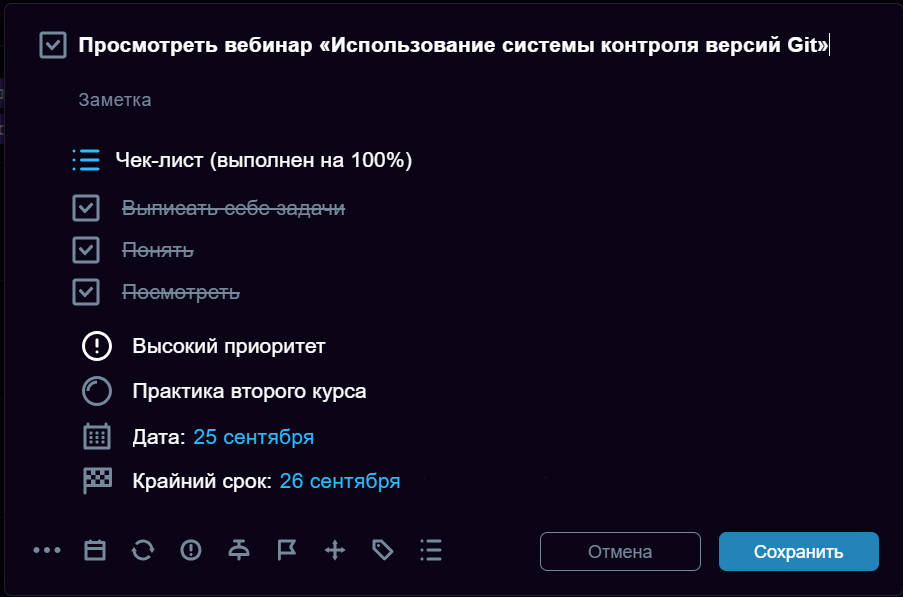 Просмотреть вебинар «Использование системы контроля версий Git»
Заметка
Чек-лист (выполнен на 100%)
Выписать себе задачи
Понять
Посмотреть
Высокий приоритет
Практика второго курса
Дата: 25 сентября
Крайний срок: 26 сентября
Отмена
Сохранить